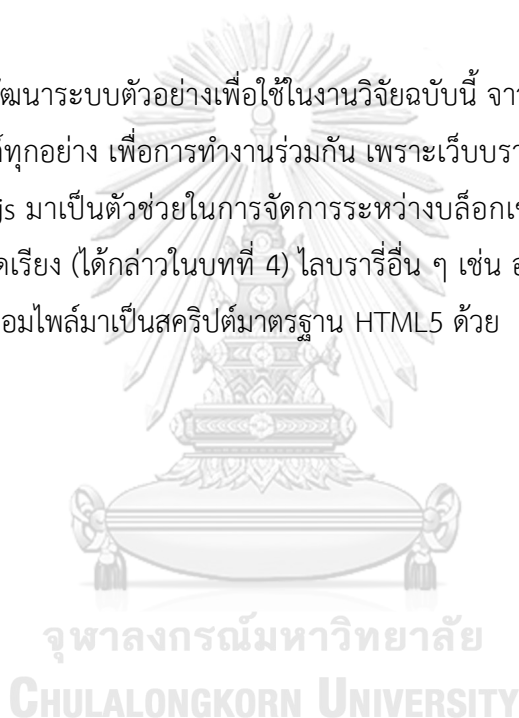 ัฒนาระบบตัวอย่างเพื่อใช้ในงานวิจัยฉบับนี้ จาก
์ทุกอย่าง เพื่อการทำงานร่วมกัน เพราะเว็บบรา
js มาเป็นตัวช่วยในการจัดการระหว่างบล็อกเช
ดเรียง (ได้กล่าวในบทที่ 4) ไลบรารี่อื่น ๆ เช่น อ
อมไพล์มาเป็นสคริปต์มาตรฐาน HTML5 ด้วย
จุฬาลงกรณ์มหาวิทยาลัย
CHULALONGKORN UNIVERSITY